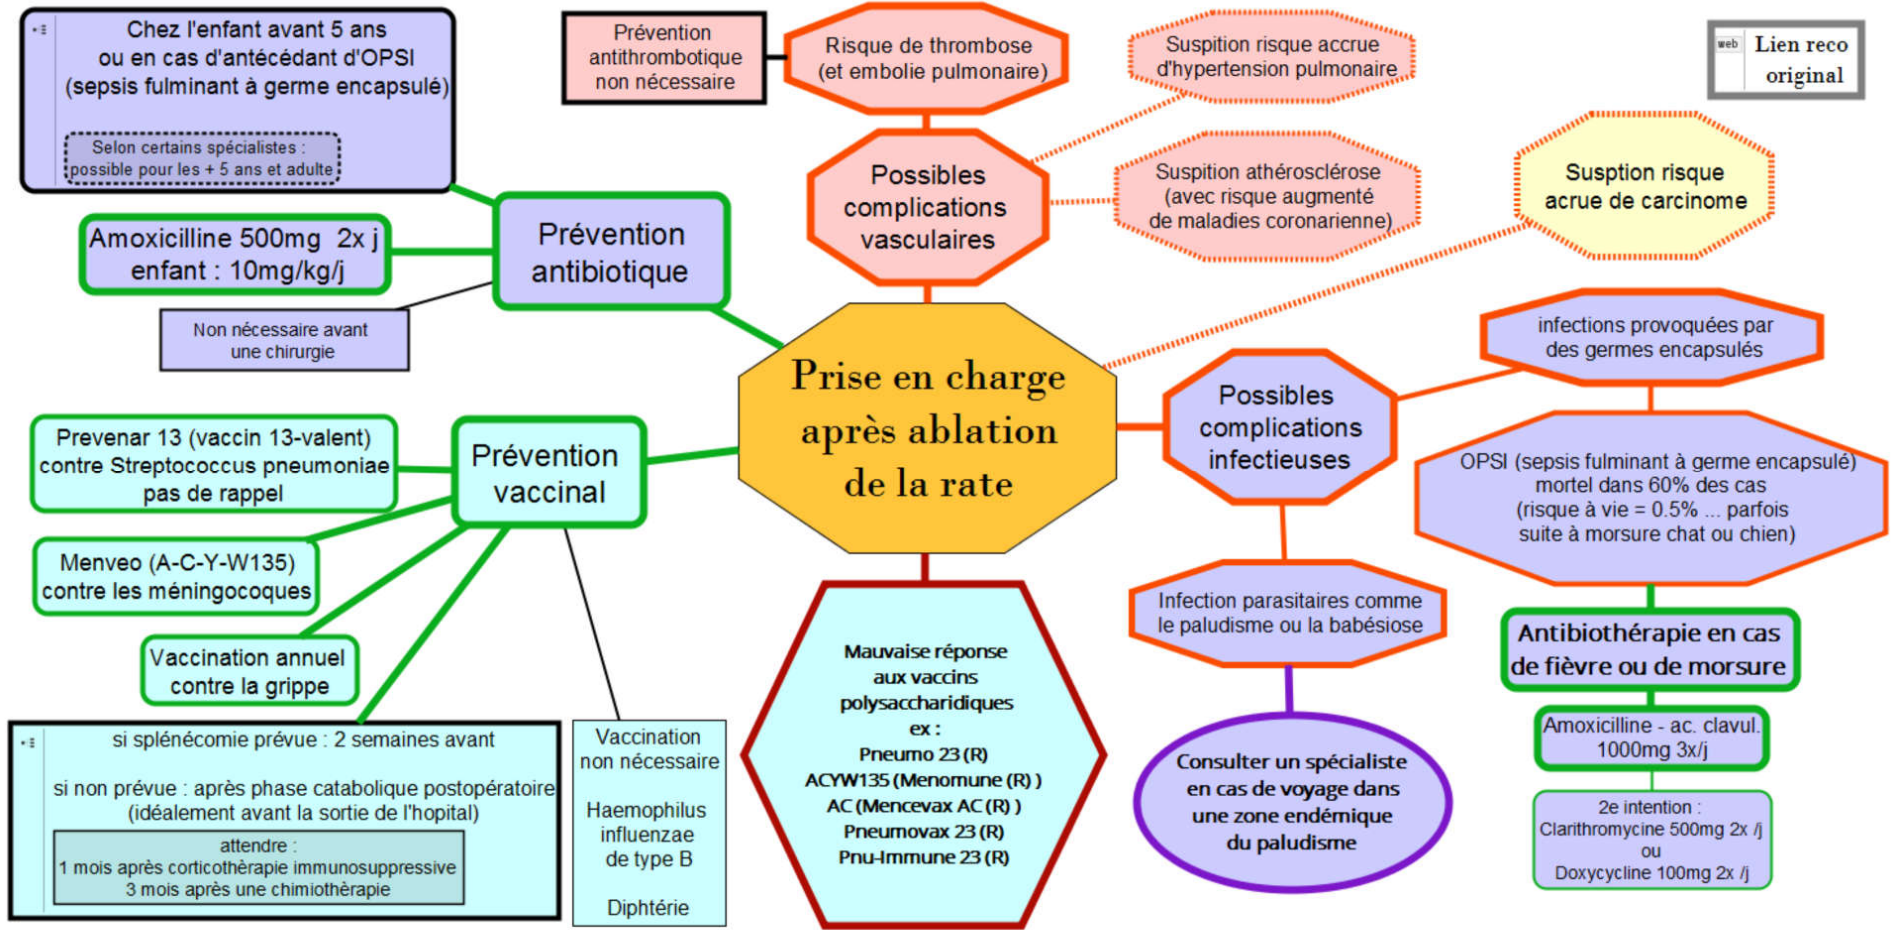 Chez l'enfant avant 5 ans
ou en cas d'antécédant d'OPSI
(sepsis fulminant à germe encapsulé)
Selon certains spécialistes :
possible pour les + 5 ans et adulte
Amoxicilline 500mg 2x j
enfant : 10mg/kg/j
Non nécessaire avant
une chirurgie
Prévention
antibiotique
Prévention
antithrombotique
non nécessaire
Risque de thrombose
(et embolie pulmonaire)
Possibles
complications
vasculaires
Suspition risque accrue
d'hypertension pulmonaire
Suspition athérosclérose
(avec risque augmenté
de maladies coronarienne)
web
Lien reco
original
Susption risque
acrue de carcinome
Prise en charge
après ablation
de la rate
Possibles
complications
infectieuses
infections provoquées par
des germes encapsulés
OPSI (sepsis fulminant à germe encapsulé)
mortel dans 60% des cas
(risque à vie = 0.5% ... parfois
suite à morsure chat ou chien)
Antibiothérapie en cas
de fièvre ou de morsure
Amoxicilline - ac. clavul.
1000mg 3x/j
2e intention :
Clarithromycine 500mg 2x /j
ou
Doxycycline 100mg 2x /j
Infection parasitaires comme
le paludisme ou la babésiose
Consulter un spécialiste
en cas de voyage dans
une zone endémique
du paludisme
Mauvaise réponse
aux vaccins
polysaccharidiques
ex :
Pneumo 23 (R)
ACYW135 (Menomune (R) )
AC (Mencevax AC (R) )
Pneumovax 23 (R)
Pnu-Immune 23 (R)
Prévention
vaccinal
Prevenar 13 (vaccin 13-valent)
contre Streptococcus pneumoniae
pas de rappel
Menveo (A-C-Y-W135)
contre les méningocoques
Vaccination annuel
contre la grippe
si splénécomie prévue : 2 semaines avant
si non prévue : après phase catabolique postopératoire
(idéalement avant la sortie de l'hopital)
attendre :
1 mois après corticothèrapie immunosuppressive
3 mois après une chimiothèrapie
Vaccination
non nécessaire
Haemophilus
influenzae
de type B
Diphtérie